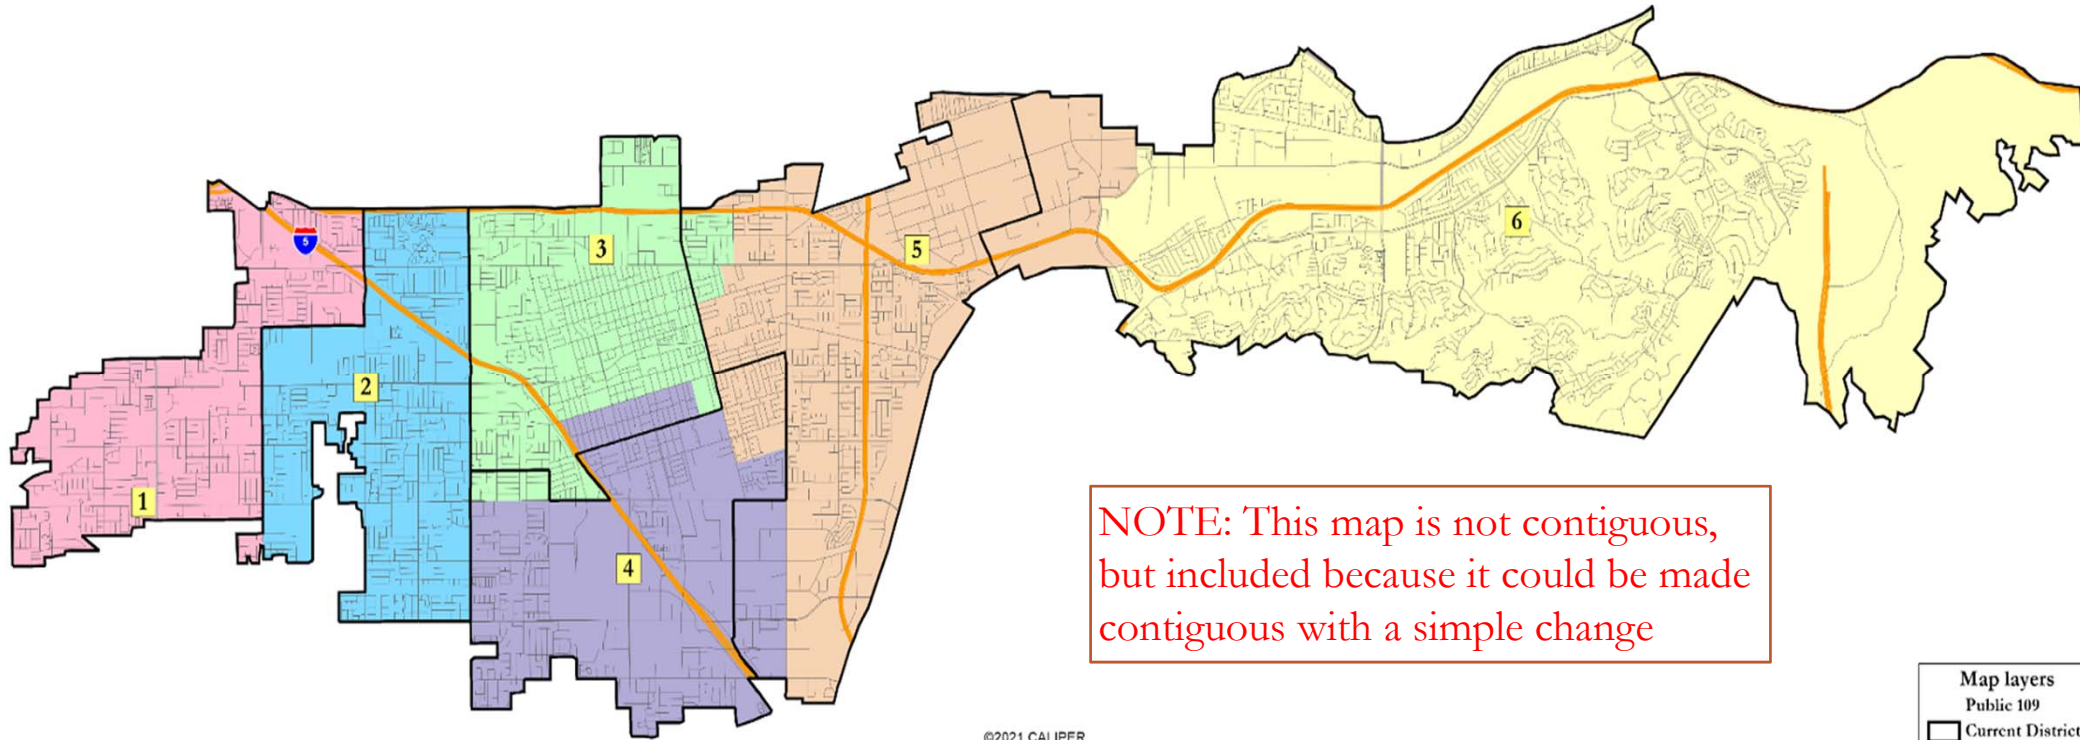 5
3
5
6
2
1
4
NOTE: This map is not contiguous,
but included because it could be made
contiguous with a simple change
Map layers
Public 109
Current District
©2021 CALIPER